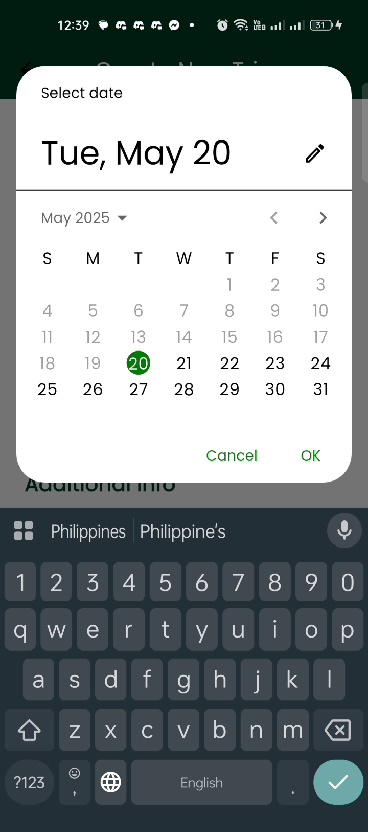 12:39
Vo
LTE
31
Select date
Tue, May 20
May 2025
S M T W T F S
1 2 3
4 5 6 7 8 9 10
11 12 13 14 15 16 17
18 19 20 21 22 23 24
25 26 27 28 29 30 31
Cancel OK
Additional Info
Philippines Philippine's
1 2 3 4 5 6 7 8 9 0
q w e r t y u i o p
a s d f g h j k l
z x c v b n m
?123 , English .